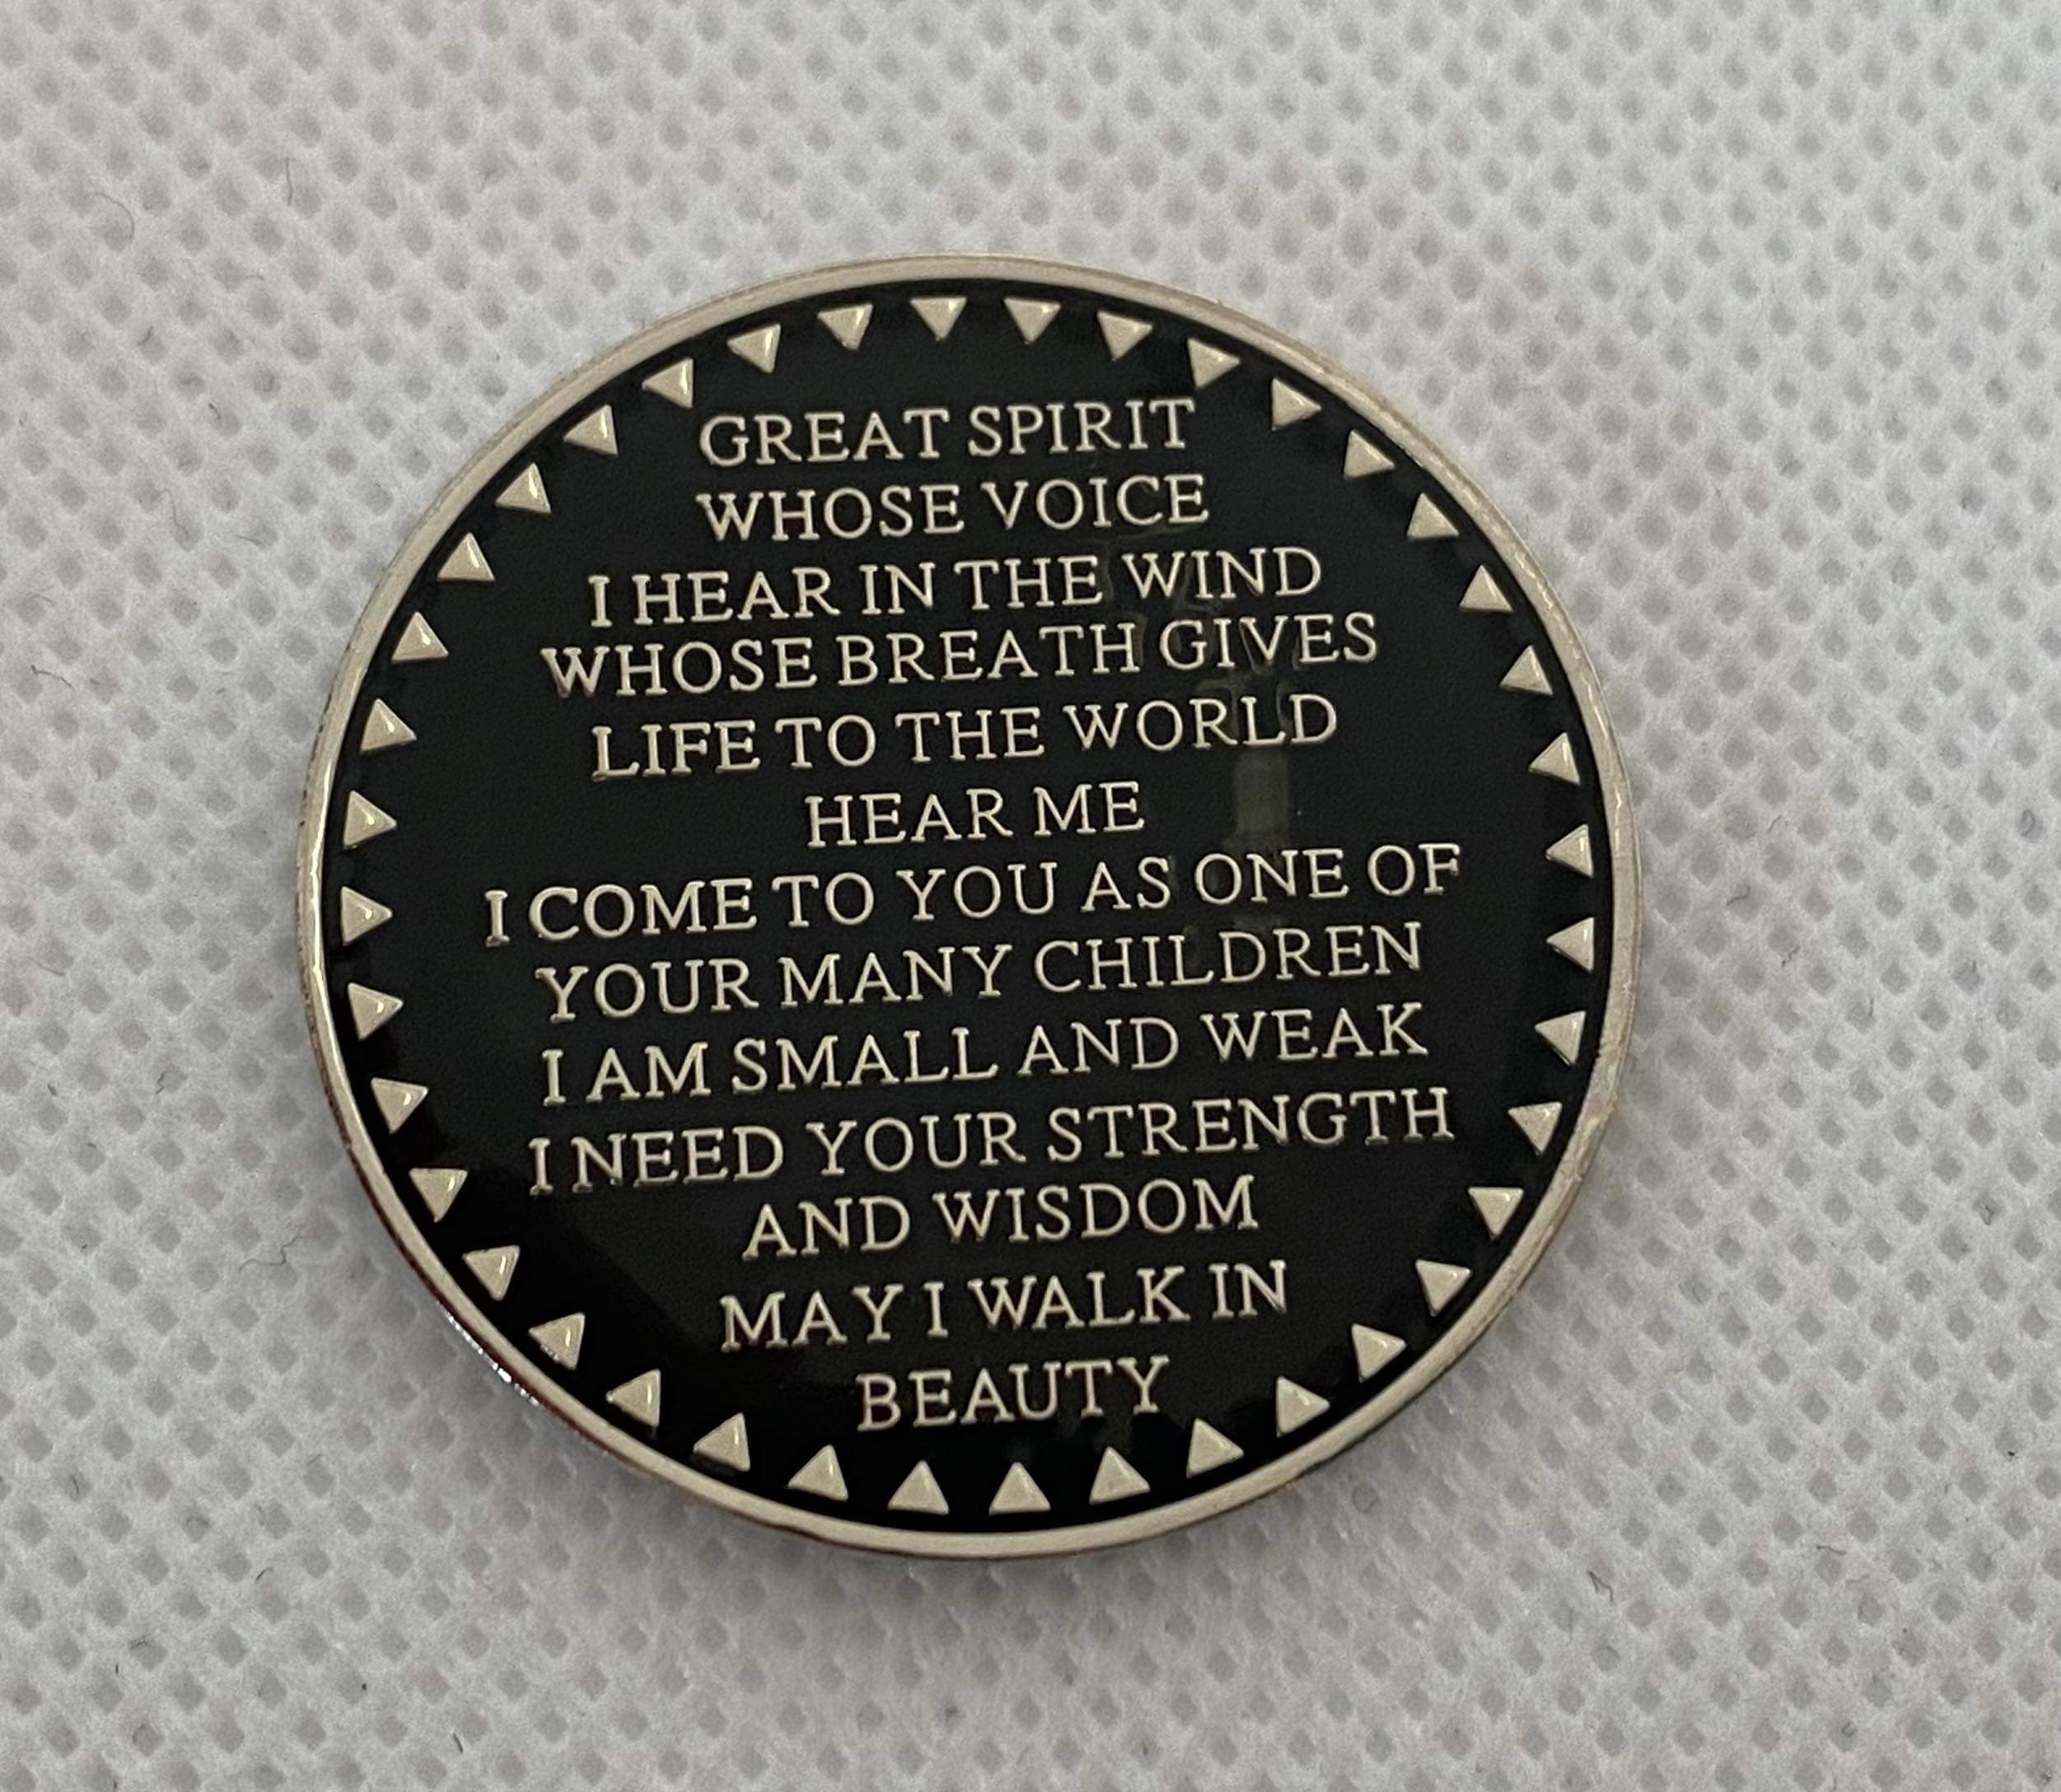 GREAT SPIRIT
WHOSE VOICE
I HEAR IN THE WIND
WHOSE BREATH GIVES
LIFE TO THE WORLD
HEAR ME
I COME TO YOU AS ONE OF
YOUR MANY CHILDREN
I AM SMALL AND WEAK
I NEED YOUR STRENGTH
AND WISDOM
MAY I WALK IN
BEAUTY